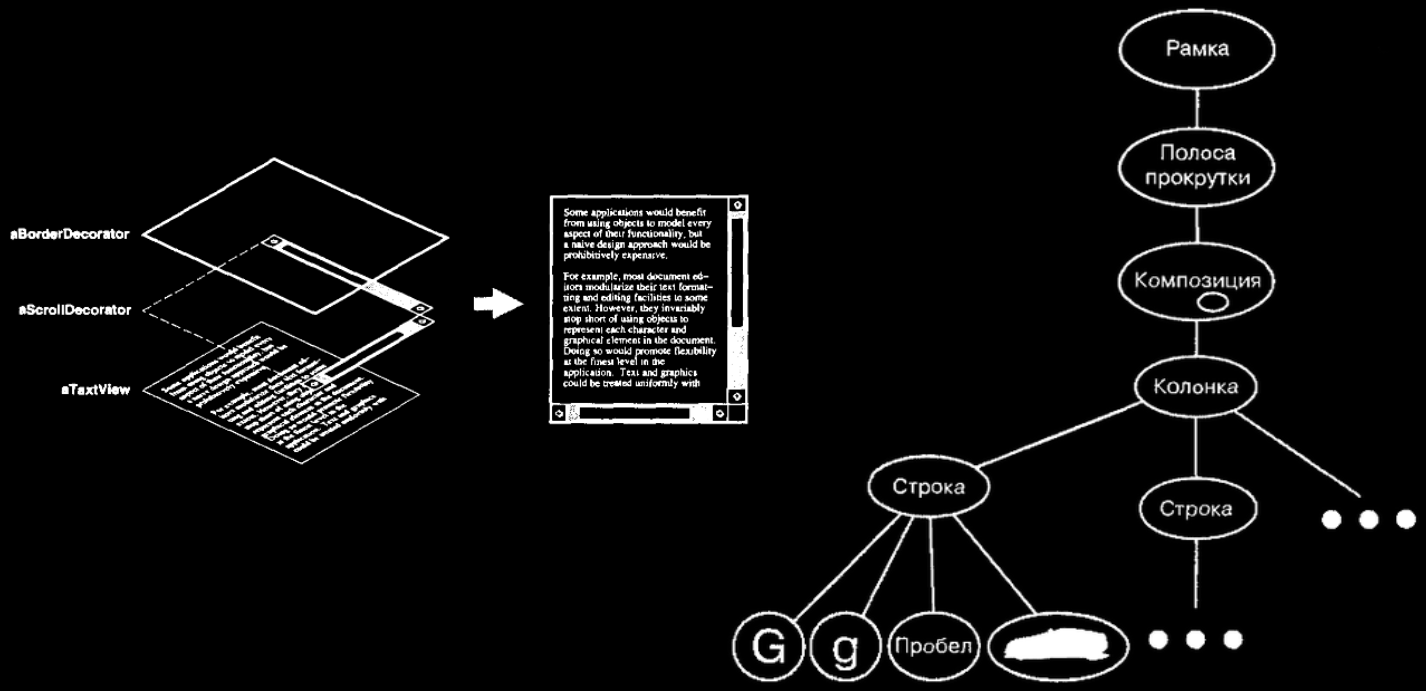 aBorderDecorator
aScrollDecorator
aTextView
Some applications would benefit
from using objects to model every
aspect of their functionality, but
a naive design approach would be
prohibitively expensive.
For example, most document ed-
itors modularize their text format-
ting and editing facilities to some
extent. However, they invariably
stop short of using objects to
represent each character and
graphical element in the document.
Doing so would promote flexibility
at the finest level in the
application. Text and graphics
could be treated uniformly with
Рамка
Полоса
прокрутки
Композиция
Колонка
Строка
Строка
G
g
Пробел